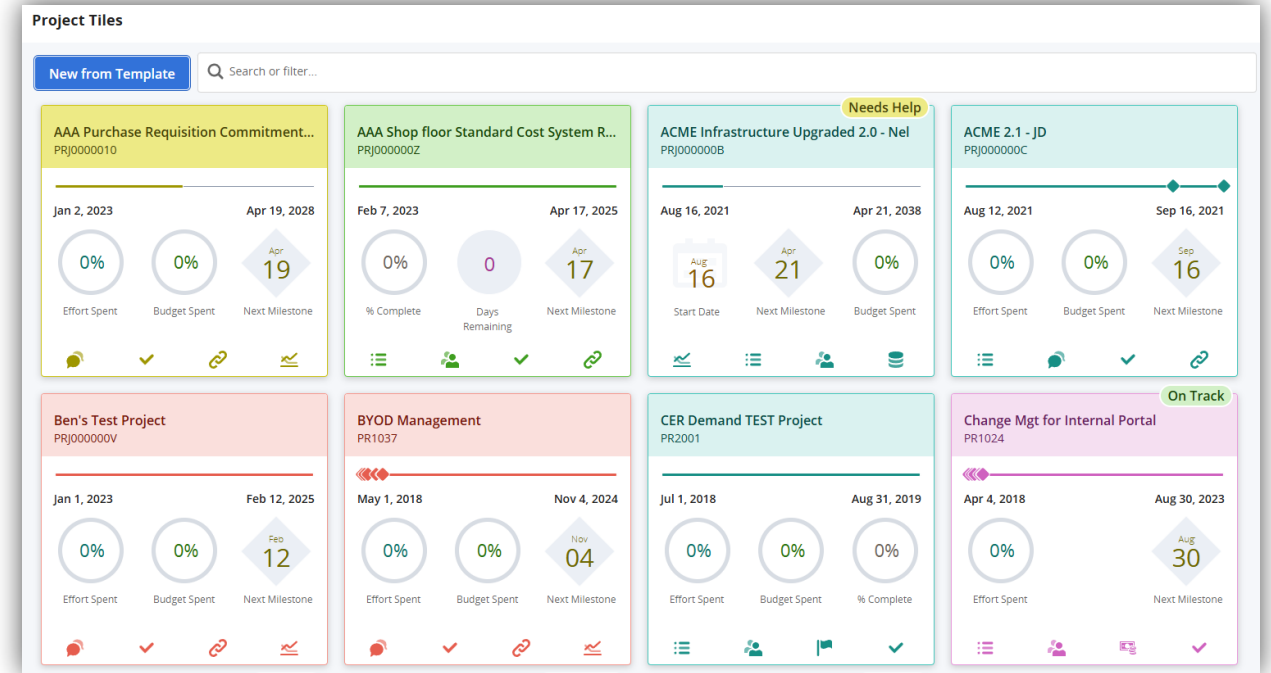 Project Tiles
New from Template
Search or filter...
AAA Purchase Requisition Commitment...
PRJ0000010
Jan 2, 2023 Apr 19, 2028
0% 0% Apr 19
Effort Spent Budget Spent Next Milestone
AAA Shop floor Standard Cost System R...
PRJ000000Z
Feb 7, 2023 Apr 17, 2025
0% 0 Apr 17
% Complete Days Remaining Next Milestone
Needs Help
ACME Infrastructure Upgraded 2.0 - Nel
PRJ000000B
Aug 16, 2021 Apr 21, 2038
Aug 16 Apr 21 0%
Start Date Next Milestone Budget Spent
ACME 2.1 - JD
PRJ000000C
Aug 12, 2021 Sep 16, 2021
0% 0% Sep 16
Effort Spent Budget Spent Next Milestone
Ben's Test Project
PRJ000000V
Jan 1, 2023 Feb 12, 2025
0% 0% Feb 12
Effort Spent Budget Spent Next Milestone
BYOD Management
PR1037
May 1, 2018 Nov 4, 2024
0% 0% Nov 04
Effort Spent Budget Spent Next Milestone
CER Demand TEST Project
PR2001
Jul 1, 2018 Aug 31, 2019
0% 0% 0%
Effort Spent Budget Spent % Complete
On Track
Change Mgt for Internal Portal
PR1024
Apr 4, 2018 Aug 30, 2023
0% Aug 30
Effort Spent Next Milestone